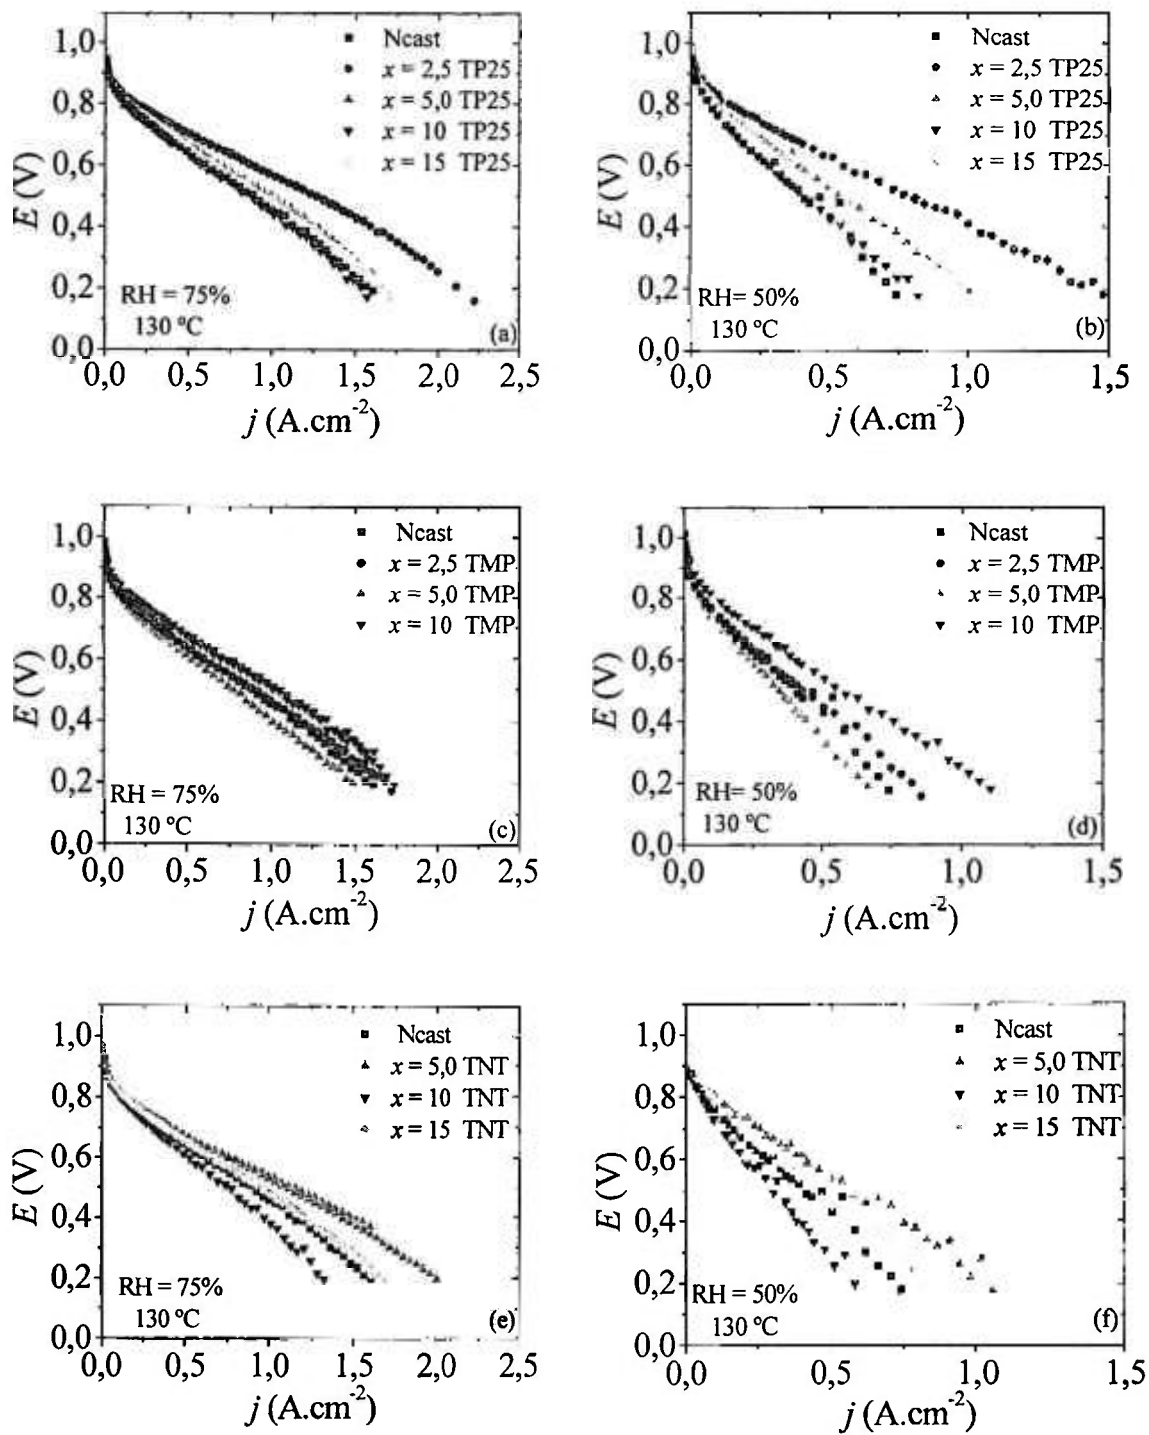 1,0
0,8
0,6
0,4
0,2
0,0
E (V)
Ncast
x = 2,5 TP25
x = 5,0 TP25
x = 10 TP25
x = 15 TP25
RH = 75%
130 ºC
(a)
0,0 0,5 1,0 1,5 2,0 2,5
j (A.cm-2)
1,0
0,8
0,6
0,4
0,2
0,0
E (V)
Ncast
x = 2,5 TP25
x = 5,0 TP25
x = 10 TP25
x = 15 TP25
RH= 50%
130 ºC
(b)
0,0 0,5 1,0 1,5
j (A.cm-2)
1,0
0,8
0,6
0,4
0,2
0,0
E (V)
Ncast
x = 2,5 TMP
x = 5,0 TMP
x = 10 TMP
RH = 75%
130 ºC
(c)
0,0 0,5 1,0 1,5 2,0 2,5
j (A.cm-2)
1,0
0,8
0,6
0,4
0,2
0,0
E (V)
Ncast
x = 2,5 TMP
x = 5,0 TMP
x = 10 TMP
RH= 50%
130 ºC
(d)
0,0 0,5 1,0 1,5
j (A.cm-2)
1,0
0,8
0,6
0,4
0,2
0,0
E (V)
Ncast
x = 5,0 TNT
x = 10 TNT
x = 15 TNT
RH = 75%
130 ºC
(e)
0,0 0,5 1,0 1,5 2,0 2,5
j (A.cm-2)
1,0
0,8
0,6
0,4
0,2
0,0
E (V)
Ncast
x = 5,0 TNT
x = 10 TNT
x = 15 TNT
RH = 50%
130 ºC
(f)
0,0 0,5 1,0 1,5
j (A.cm-2)